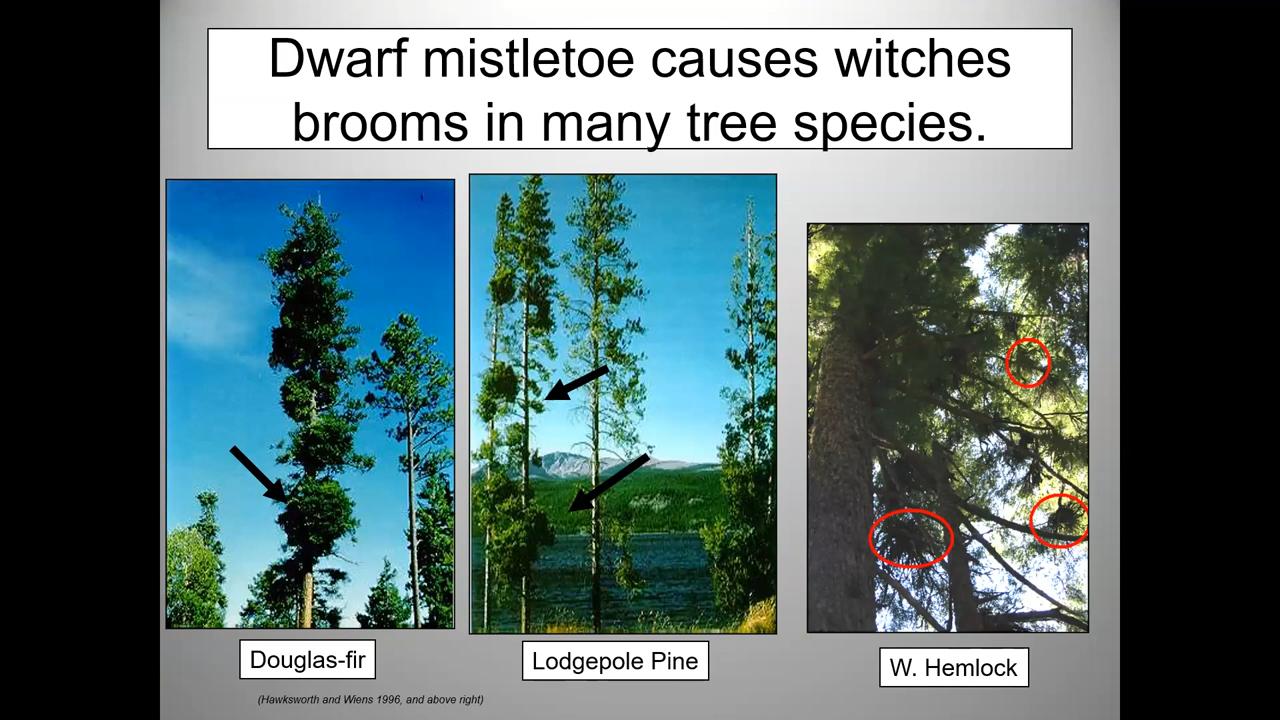 Dwarf mistletoe causes witches
brooms in many tree species.
Douglas-fir
Lodgepole Pine
W. Hemlock
(Hawksworth and Wiens 1996, and above right)